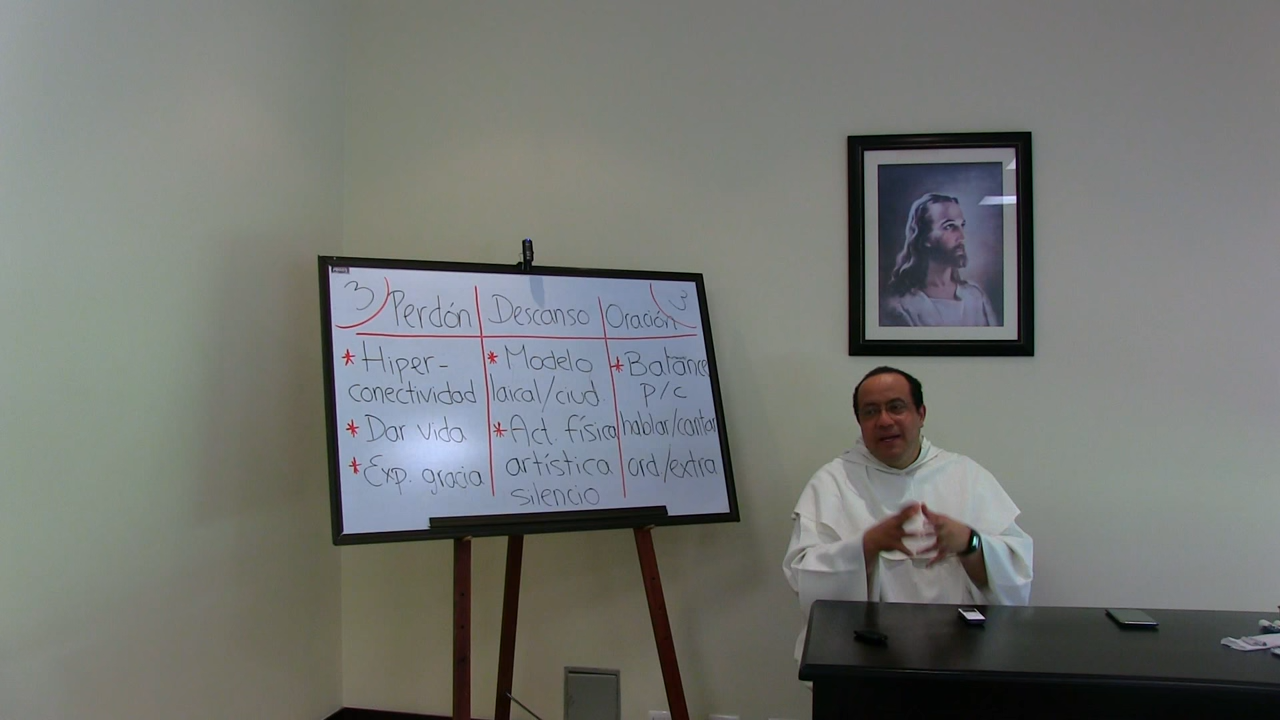 3) Perdón Descanso Oración 3
* Hiper-
conectividad
* Dar vida
* Exp. gracia
* Modelo
laical/ciud.
* Act. física
artística
silencio
* Balance
p/c
hablar/cantar
ord/extra